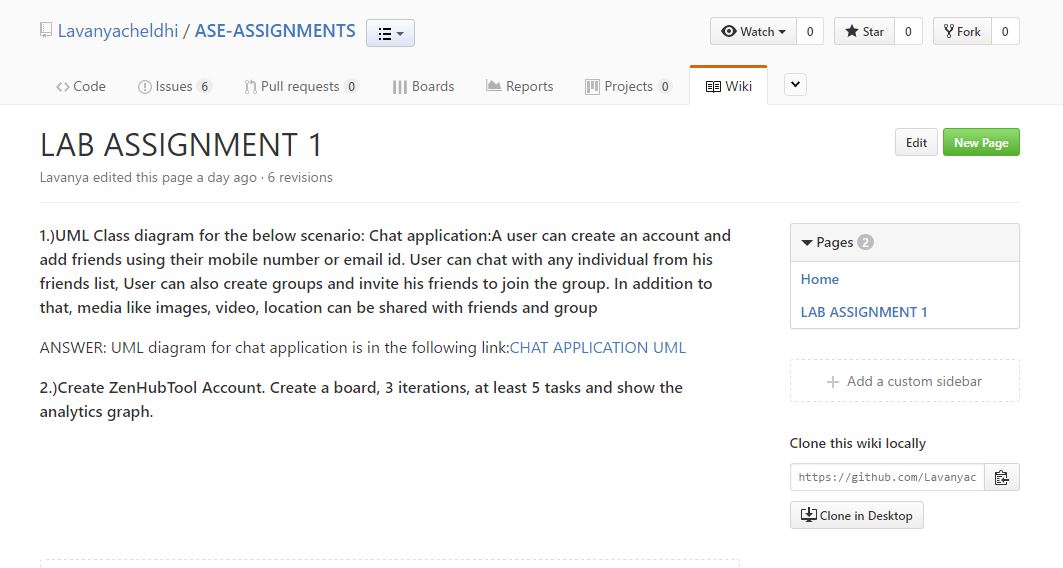 Lavanyacheldhi / ASE-ASSIGNMENTS
Watch 0 Star 0 Fork 0
Code Issues 6 Pull requests 0 Boards Reports Projects 0 Wiki
LAB ASSIGNMENT 1
Edit New Page
Lavanya edited this page a day ago · 6 revisions
1.)UML Class diagram for the below scenario: Chat application:A user can create an account and
add friends using their mobile number or email id. User can chat with any individual from his
friends list, User can also create groups and invite his friends to join the group. In addition to
that, media like images, video, location can be shared with friends and group
ANSWER: UML diagram for chat application is in the following link:CHAT APPLICATION UML
2.)Create ZenHubTool Account. Create a board, 3 iterations, at least 5 tasks and show the
analytics graph.
Pages 2
Home
LAB ASSIGNMENT 1
Add a custom sidebar
Clone this wiki locally
https://github.com/Lavanyac
Clone in Desktop